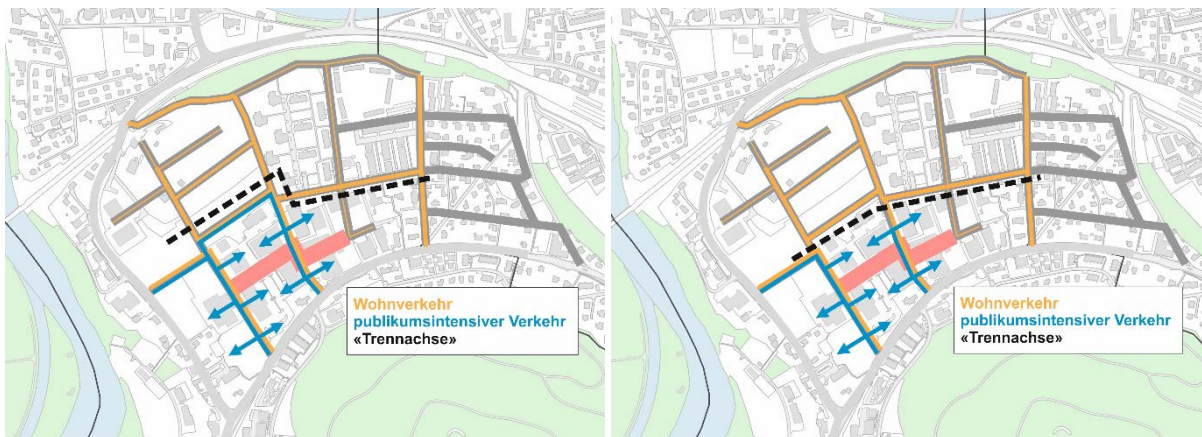 Wohnverkehr
publikumsintensiver Verkehr
«Trennachse»
Wohnverkehr
publikumsintensiver Verkehr
«Trennachse»